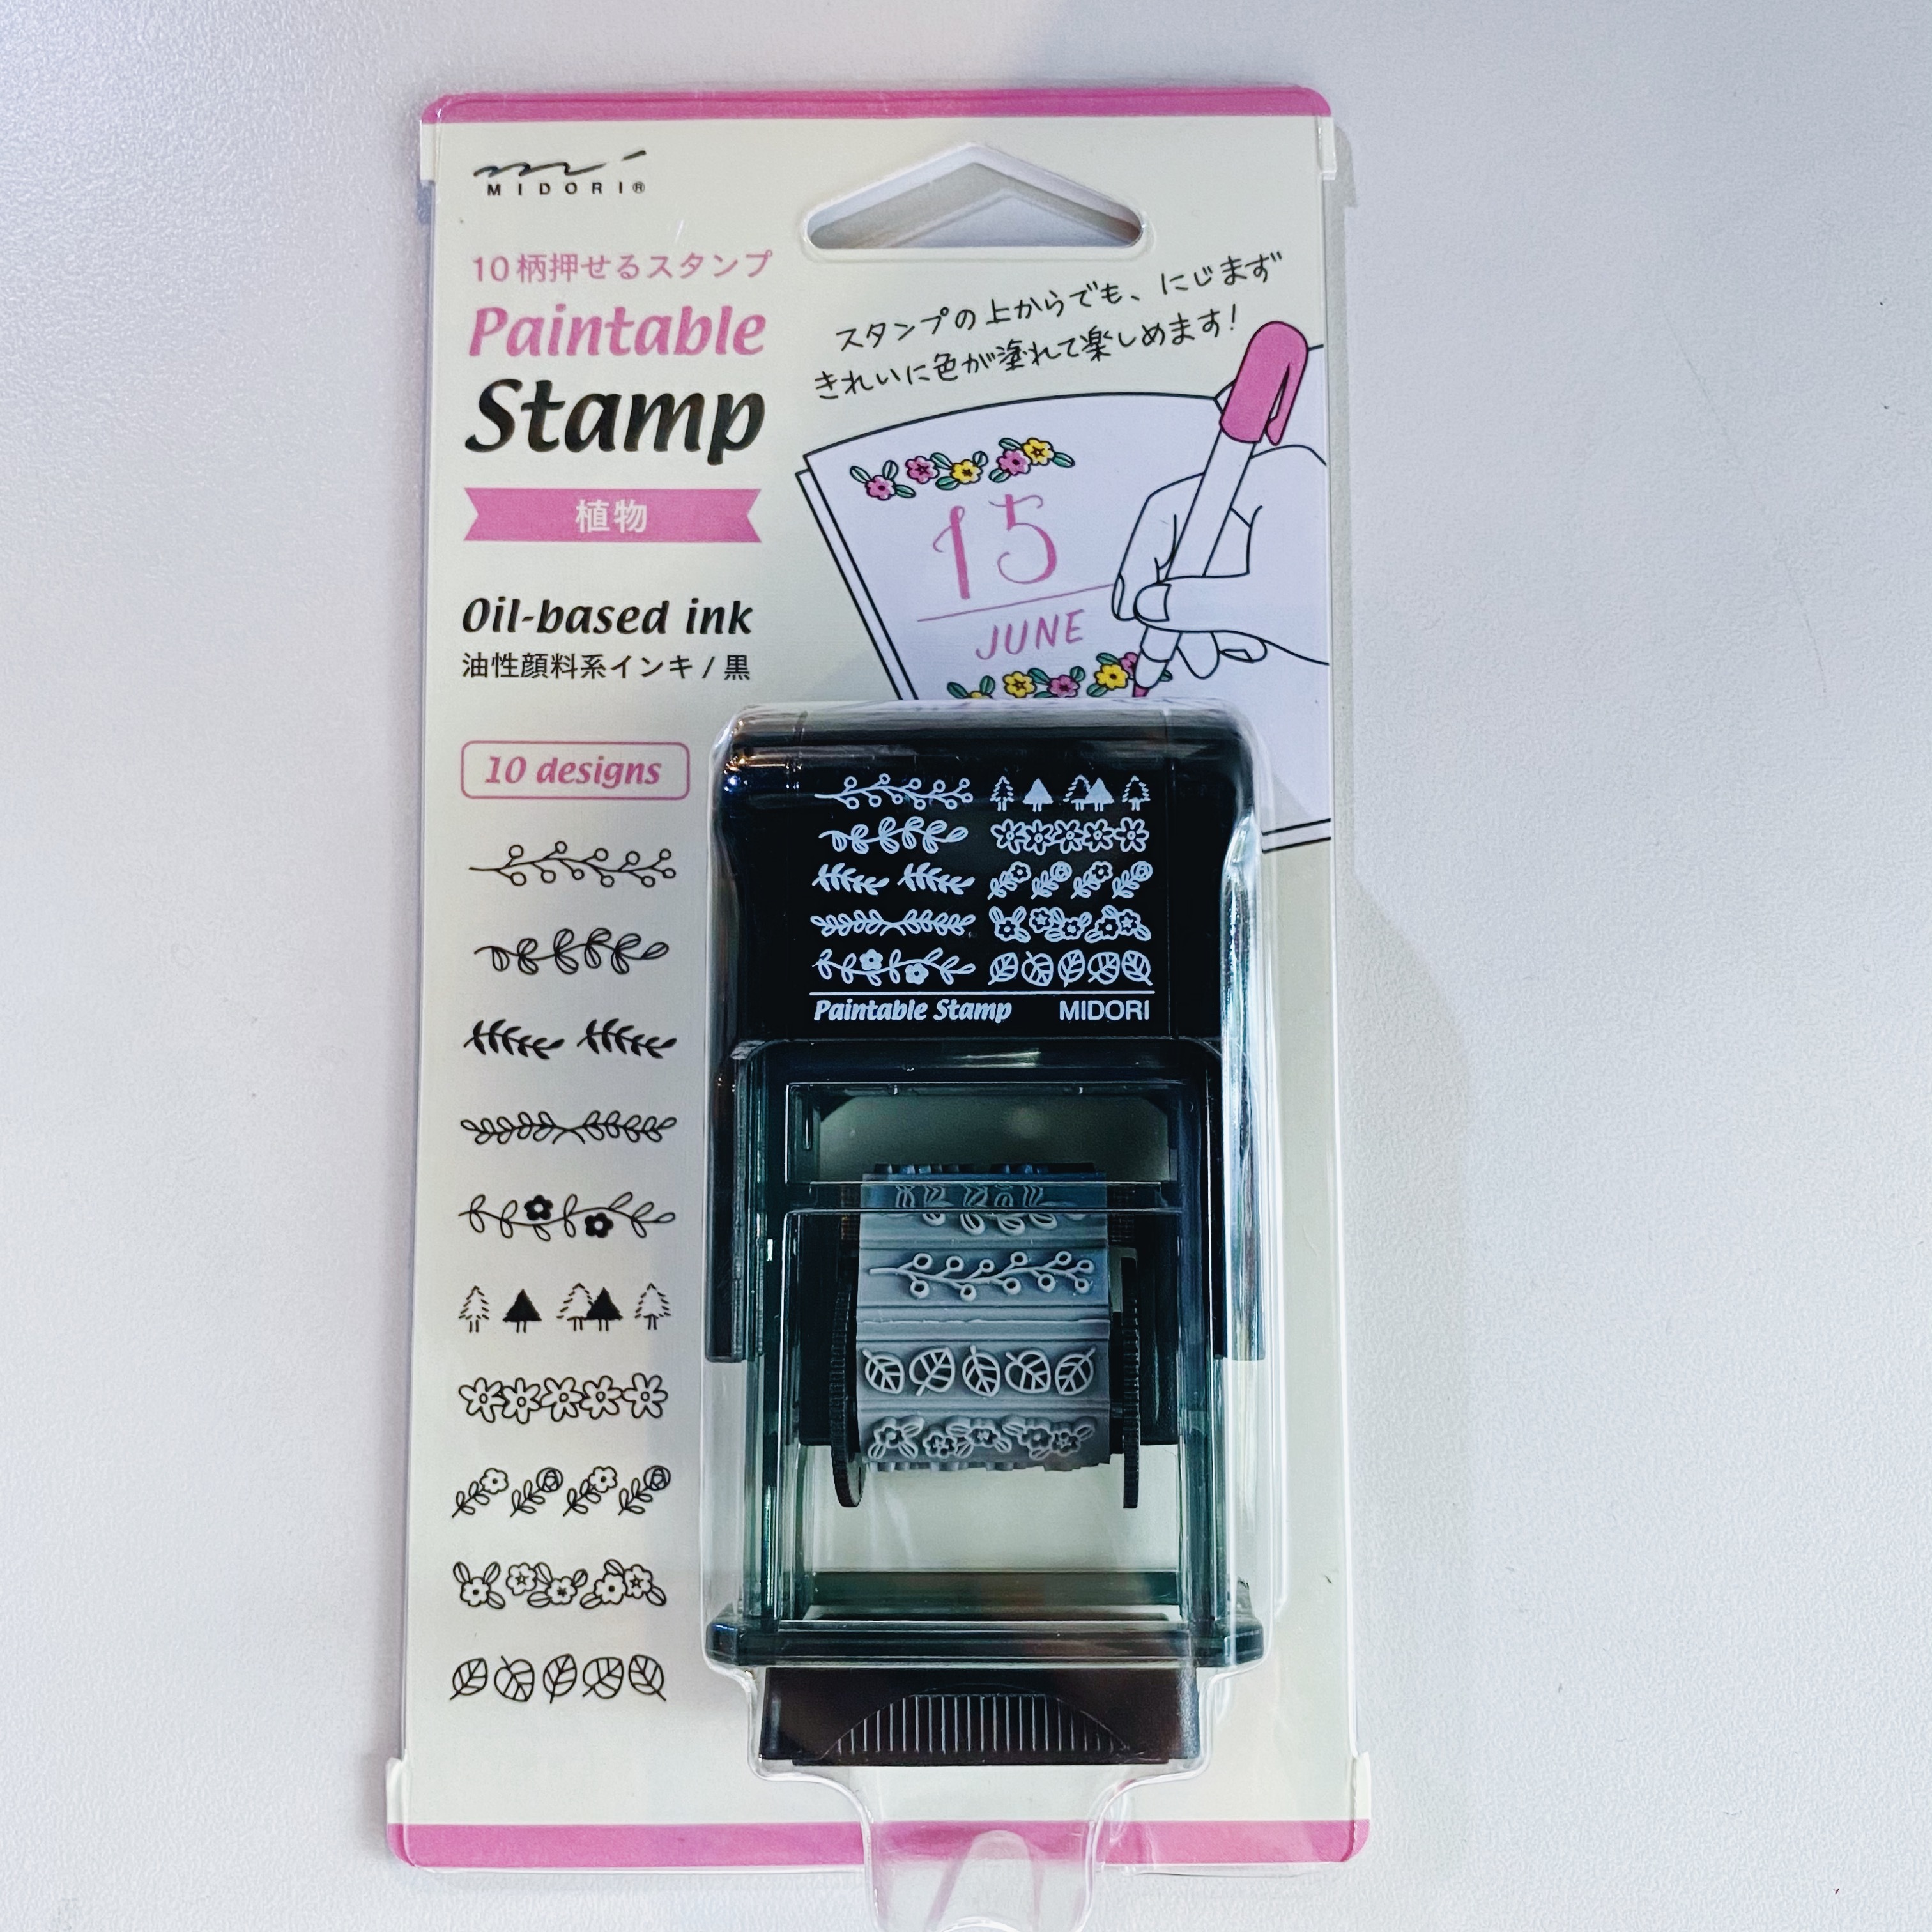 MIDORI®
10柄押せるスタンプ
Paintable
Stamp
植物
Oil-based ink
油性顔料系インキ / 黒
スタンプの上からでも、にじまず
きれいに色が塗れて楽しめます!
15
JUNE
10 designs
Paintable Stamp MIDORI